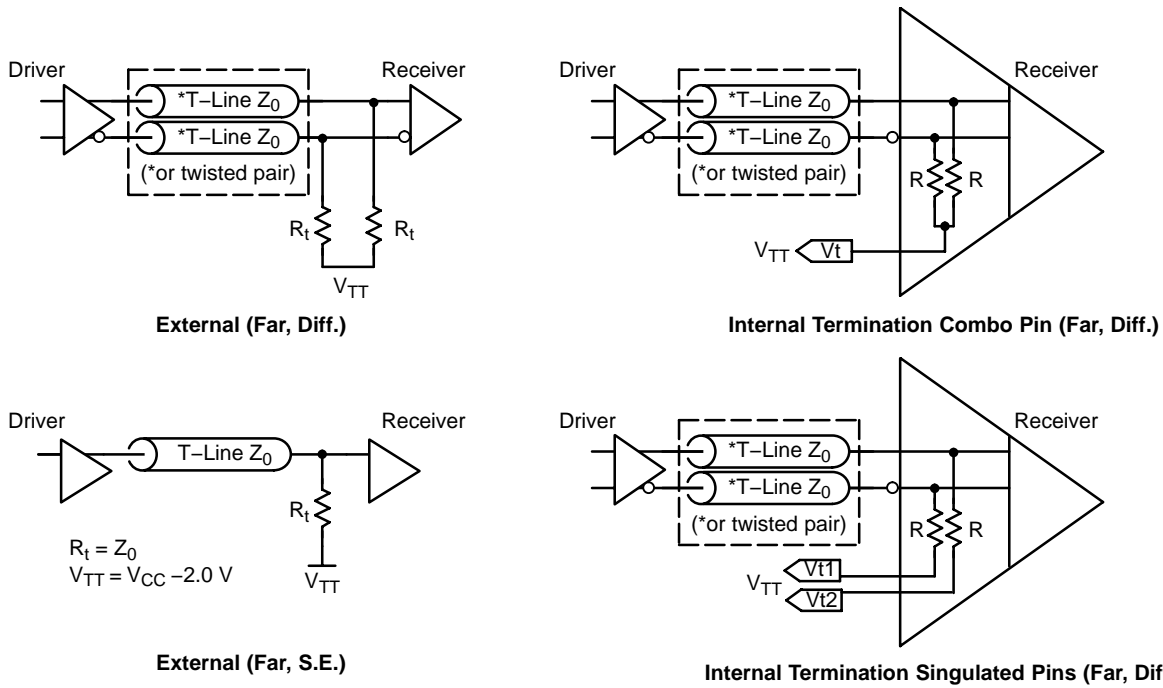 Driver
Receiver
*T–Line Z0
*T–Line Z0
(*or twisted pair)
Rt
Rt
VTT
External (Far, Diff.)
Driver
Receiver
*T–Line Z0
*T–Line Z0
(*or twisted pair)
R
R
VTT
Vt
Internal Termination Combo Pin (Far, Diff.)
Driver
Receiver
T–Line Z0
Rt
Rt = Z0
VTT = VCC –2.0 V
VTT
External (Far, S.E.)
Driver
Receiver
*T–Line Z0
*T–Line Z0
(*or twisted pair)
R
R
VTT
Vt1
Vt2
Internal Termination Singulated Pins (Far, Dif